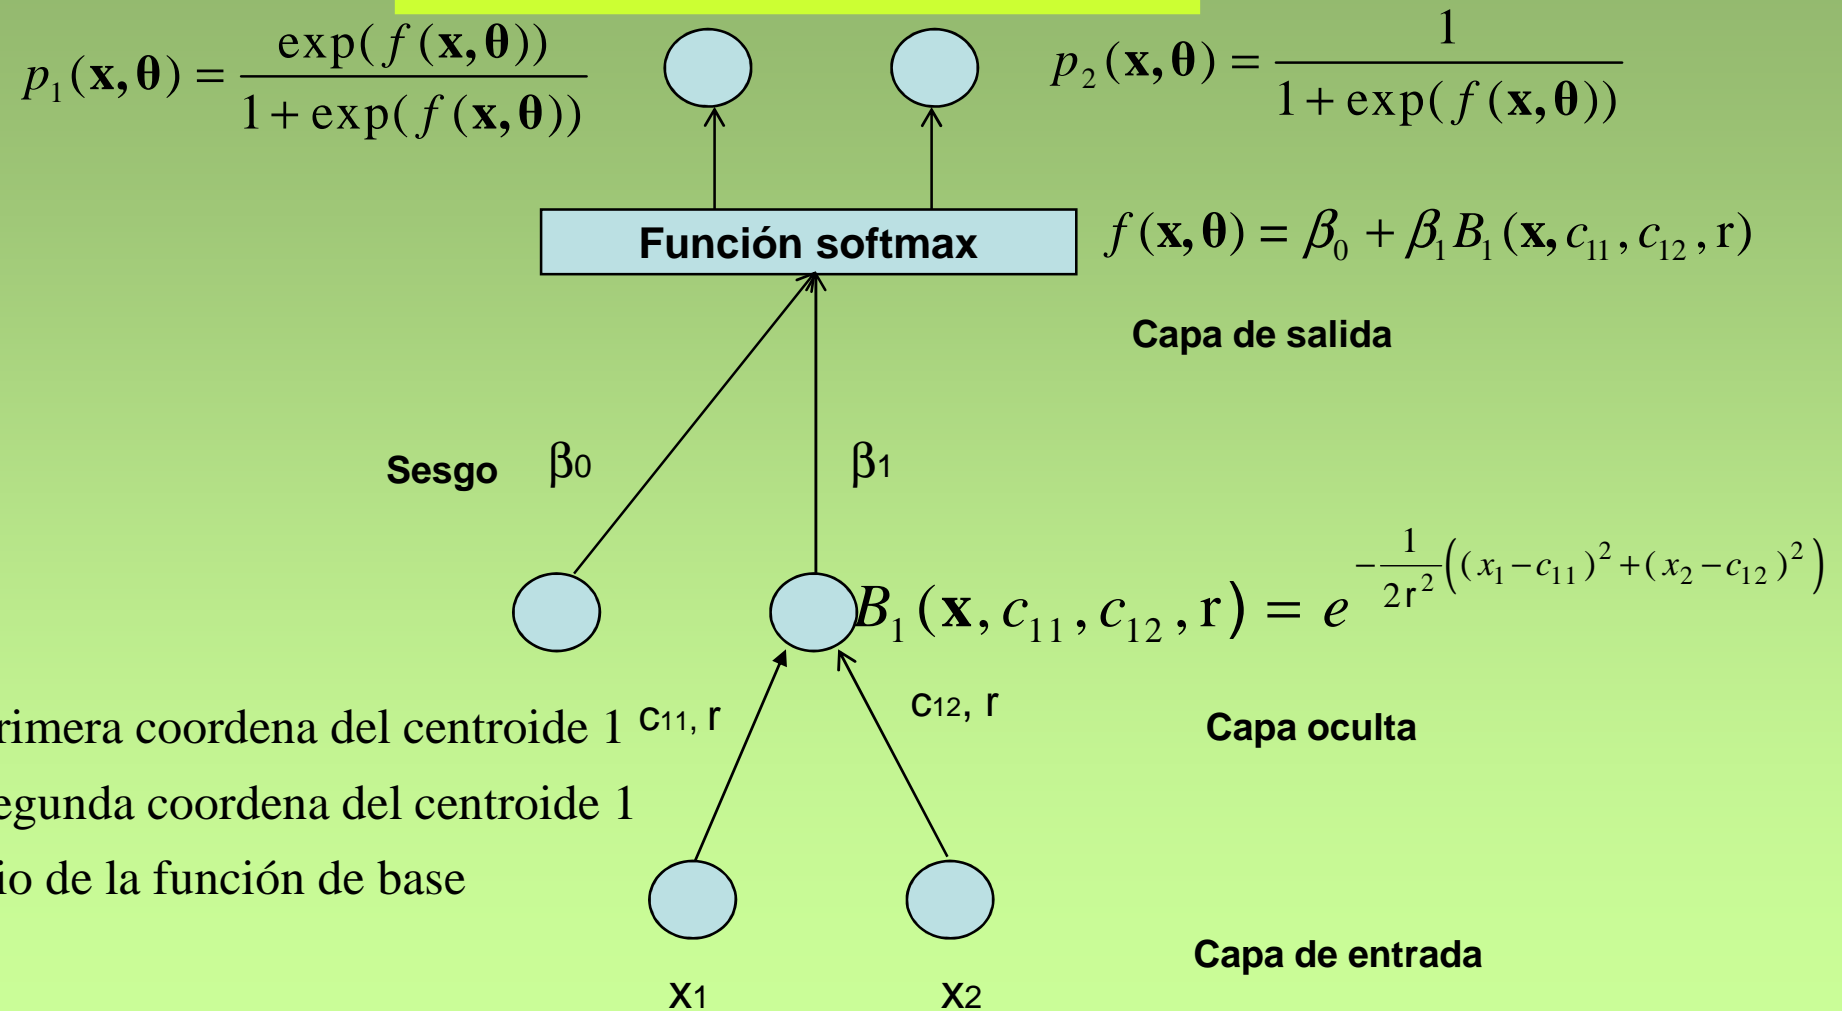 p₁(x,θ) = exp(f(x,θ)) / (1 + exp(f(x,θ)))
p₂(x,θ) = 1 / (1 + exp(f(x,θ)))
Función softmax
f(x,θ) = β₀ + β₁B₁(x, c₁₁, c₁₂, r)
Capa de salida
Sesgo β0
β1
B₁(x, c₁₁, c₁₂, r) = e^(-1/(2r²)((x₁-c₁₁)²+(x₂-c₁₂)²))
c11, r
c12, r
rimera coordena del centroide 1
Capa oculta
egunda coordena del centroide 1
io de la función de base
Capa de entrada
x1
x2